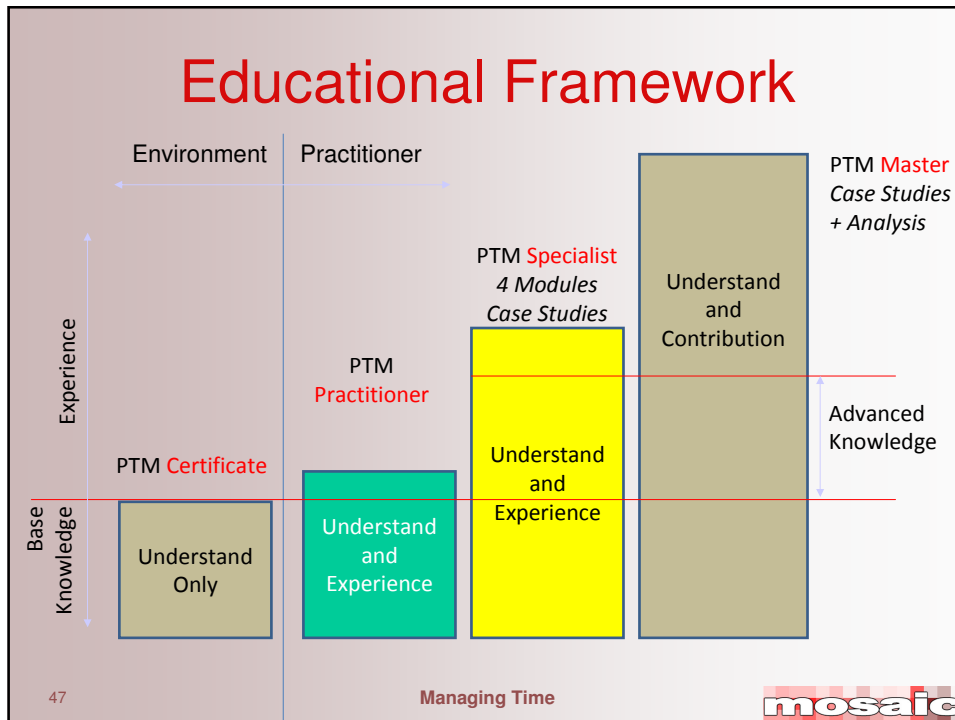 Educational Framework
Environment
Practitioner
PTM Master
Case Studies
+ Analysis
PTM Specialist
4 Modules
Case Studies
Understand
and
Contribution
Experience
PTM
Practitioner
Advanced
Knowledge
PTM Certificate
Understand
and
Experience
Base
Knowledge
Understand
Only
Understand
and
Experience
47
Managing Time
mosaic